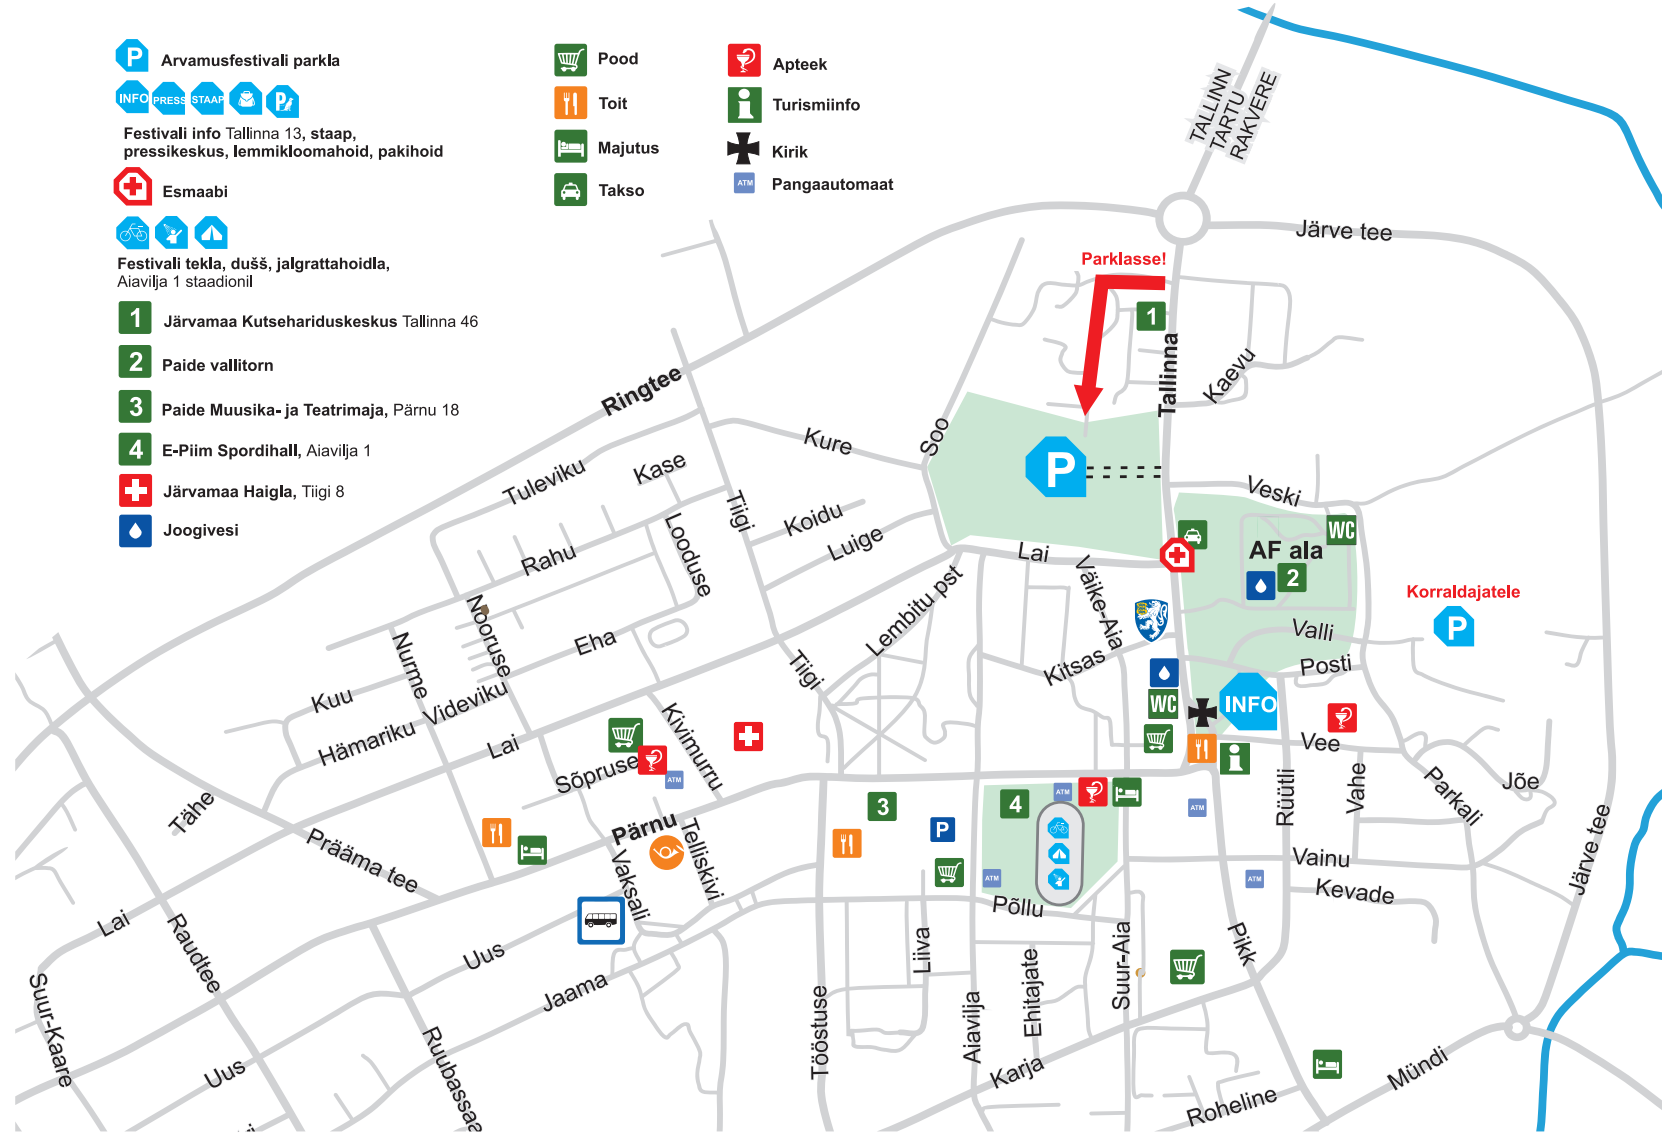 P Arvamusfestivali parkla
INFO PRESS STAAP P
Festivali info Tallinna 13, staap,
pressikeskus, lemmikloomahoid, pakihoid
Esmaabi
Festivali tekla, dušš, jalgrattahoidla,
Aiavilja 1 staadionil
1 Järvamaa Kutsehariduskeskus Tallinna 46
2 Paide vallitorn
3 Paide Muusika- ja Teatrimaja, Pärnu 18
4 E-Piim Spordihall, Aiavilja 1
Järvamaa Haigla, Tiigi 8
Joogivesi
Pood
Toit
Majutus
Takso
Apteek
Turismiinfo
Kirik
ATM Pangaautomaat
TALLINN
TARTU
RAKVERE
Järve tee
Parklasse!
1
Tallinna
Kaevu
Ringtee
Soo
Kure
P
Kase
Tuleviku
Tiigi
Koidu
Luige
Looduse
Rahu
Veski
WC
AF ala
2
Lai
Väike-Aia
Lembitu pst
Korraldajatele
P
Nooruse
Eha
Nurme
Valli
Posti
Kitsas
Tiigi
Kuu
Videviku
Hämariku
Lai
Kivimurru
WC
INFO
Vee
Sõpruse
ATM
Tähe
Pärnu
Telliskivi
Prääma tee
Vaksali
3
4
ATM
P
ATM
ATM
Rüütli
Vahe
Parkali
Jõe
Järve tee
Vainu
Kevade
ATM
Põllu
Lai
Raudtee
Uus
Jaama
Liiva
Suur-Aia
Pikk
Suur-Kaare
Uus
Ruubassaa
Tööstuse
Aiavilja
Ehitajate
Karja
Roheline
Mündi